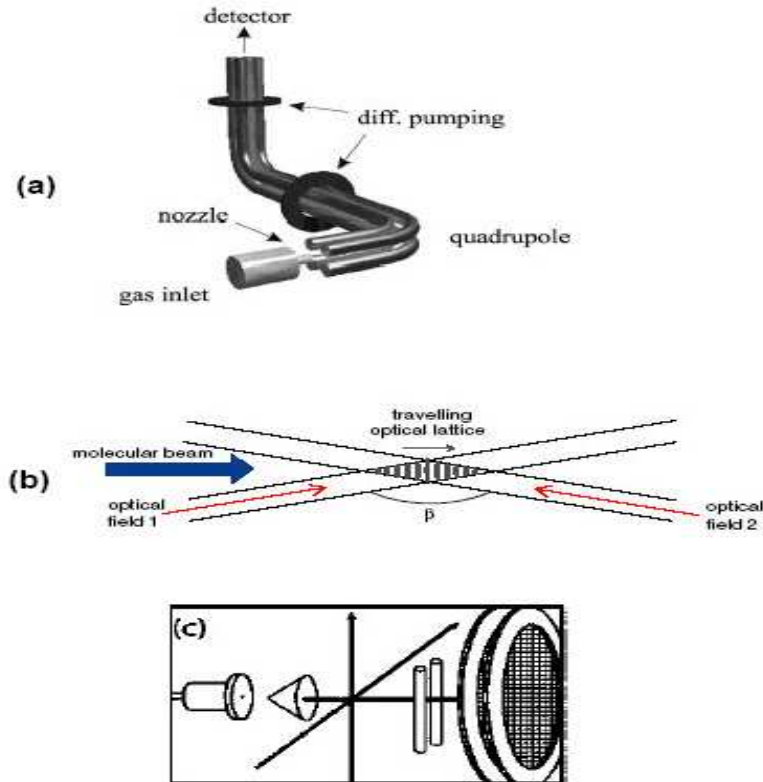 detector
diff. pumping
(a)
nozzle
quadrupole
gas inlet
travelling
optical lattice
molecular beam
(b)
optical
field 1
β
optical
field 2
(c)